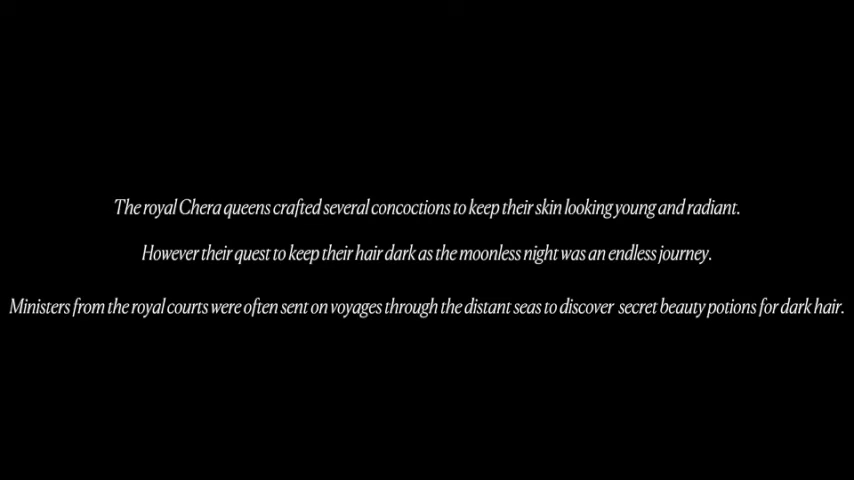 The royal Chera queens crafted several concoctions to keep their skin looking young and radiant.
However their quest to keep their hair dark as the moonless night was an endless journey.
Ministers from the royal courts were often sent on voyages through the distant seas to discover secret beauty potions for dark hair.